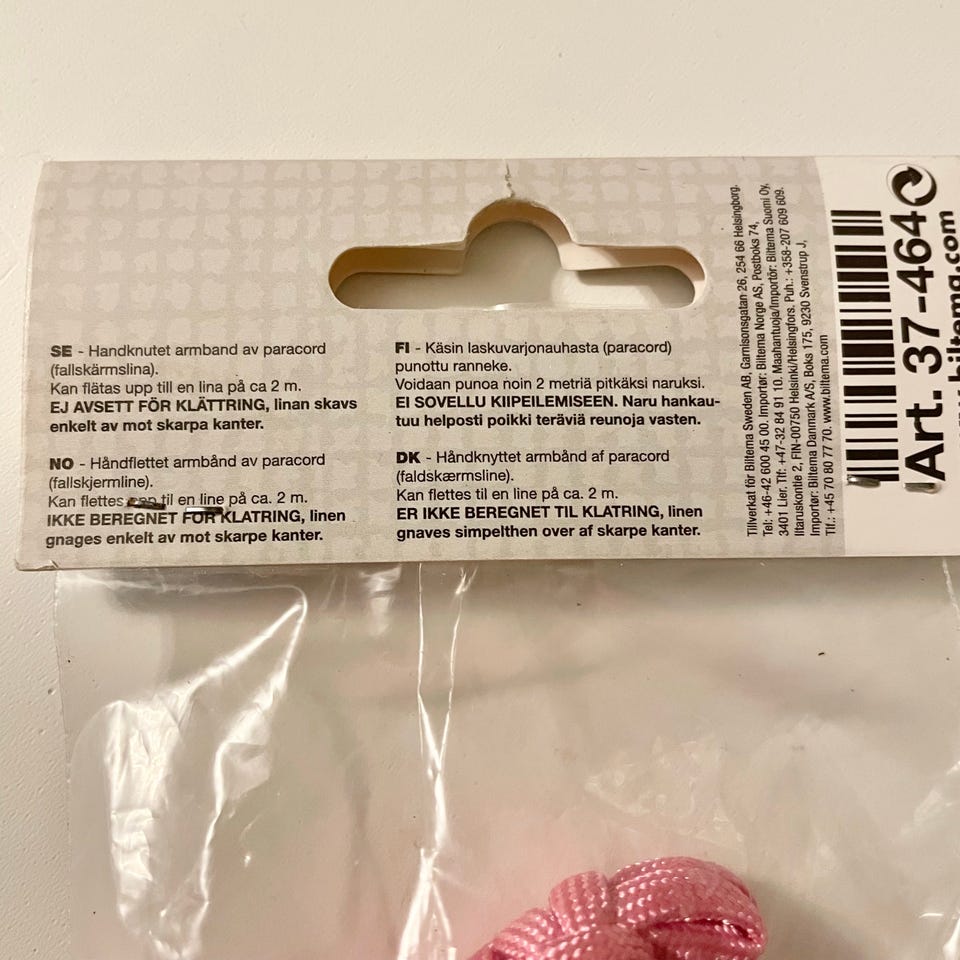 SE - Handknutet armband av paracord
(fallskärmslina).
Kan flätas upp till en lina på ca 2 m.
EJ AVSETT FÖR KLÄTTRING, linan skavs
enkelt av mot skarpa kanter.
NO - Håndflettet armbånd av paracord
(fallskjermline).
Kan flettes opp til en line på ca. 2 m.
IKKE BEREGNET FOR KLATRING, linen
gnages enkelt av mot skarpe kanter.
FI - Käsin laskuvarjonauhasta (paracord)
punottu ranneke.
Voidaan punoa noin 2 metriä pitkäksi naruksi.
EI SOVELLU KIIPEILEMISEEN. Naru hankau-
tuu helposti poikki teräviä reunoja vasten.
DK - Håndknyttet armbånd af paracord
(faldskærmsline).
Kan flettes til en line på ca. 2 m.
ER IKKE BEREGNET TIL KLATRING, linen
gnaves simpelthen over af skarpe kanter.
Tillverkat för Biltema Sweden AB, Garnisonsgatan 26, 254 66 Helsingborg.
Tel: +46-42 600 45 00. Importør: Biltema Norge AS, Postboks 74,
3401 Lier. Tlf: +47-32 84 91 10. Maahantuoja/Importör: Biltema Suomi Oy,
Iitaruskontie 2, FIN-00750 Helsinki/Helsingfors. Puh.: +358-207 609 609.
Importør: Biltema Danmark A/S, Boks 175, 9230 Svenstrup J,
Tlf.: +45 70 80 77 70. www.biltema.com
Art. 37-464
www.biltema.com